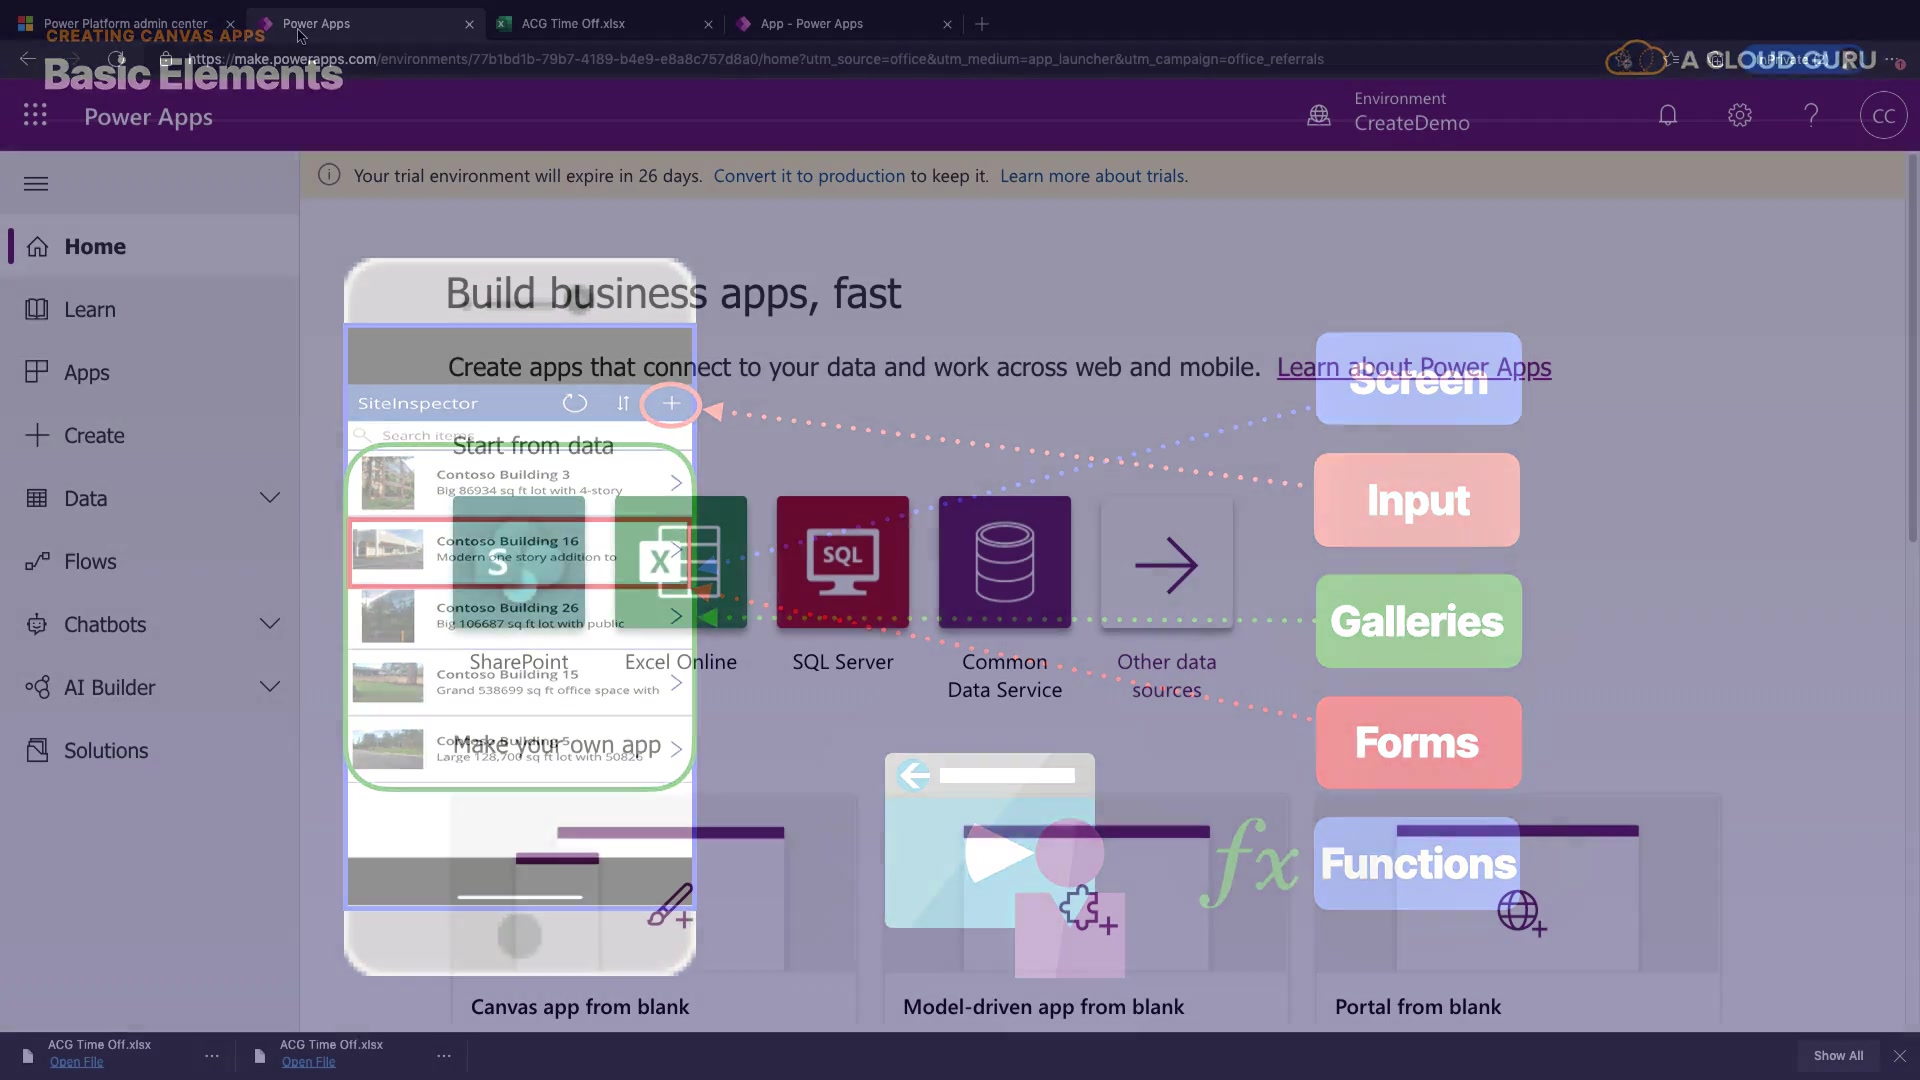 Power Platform admin center
Power Apps
ACG Time Off.xlsx
App - Power Apps
CREATING CANVAS APPS
https://make.powerapps.com/environments/77b1bd1b-79b7-4189-b4e9-e8a8c757d8a0/home?utm_source=office&utm_medium=app_launcher&utm_campaign=office_referrals
A CLOUD GURU
Basic Elements
Power Apps
Environment
CreateDemo
CC
Your trial environment will expire in 26 days. Convert it to production to keep it. Learn more about trials.
Home
Learn
Apps
Create
Data
Flows
Chatbots
AI Builder
Solutions
Build business apps, fast
Create apps that connect to your data and work across web and mobile. Learn about Power Apps
SiteInspector
Search items
Start from data
Contoso Building 3
Big 86934 sq ft lot with 4-story
Contoso Building 16
Modern one story addition to
Contoso Building 26
Big 106687 sq ft lot with public
Contoso Building 15
Grand 538699 sq ft office space with
Contoso Building 5
Large 128,700 sq ft lot with 50826
S
X
SQL
SharePoint
Excel Online
SQL Server
Common
Data Service
Other data
sources
Make your own app
Screen
Input
Galleries
Forms
fx
Functions
Canvas app from blank
Model-driven app from blank
Portal from blank
ACG Time Off.xlsx
Open File
ACG Time Off.xlsx
Open File
Show All